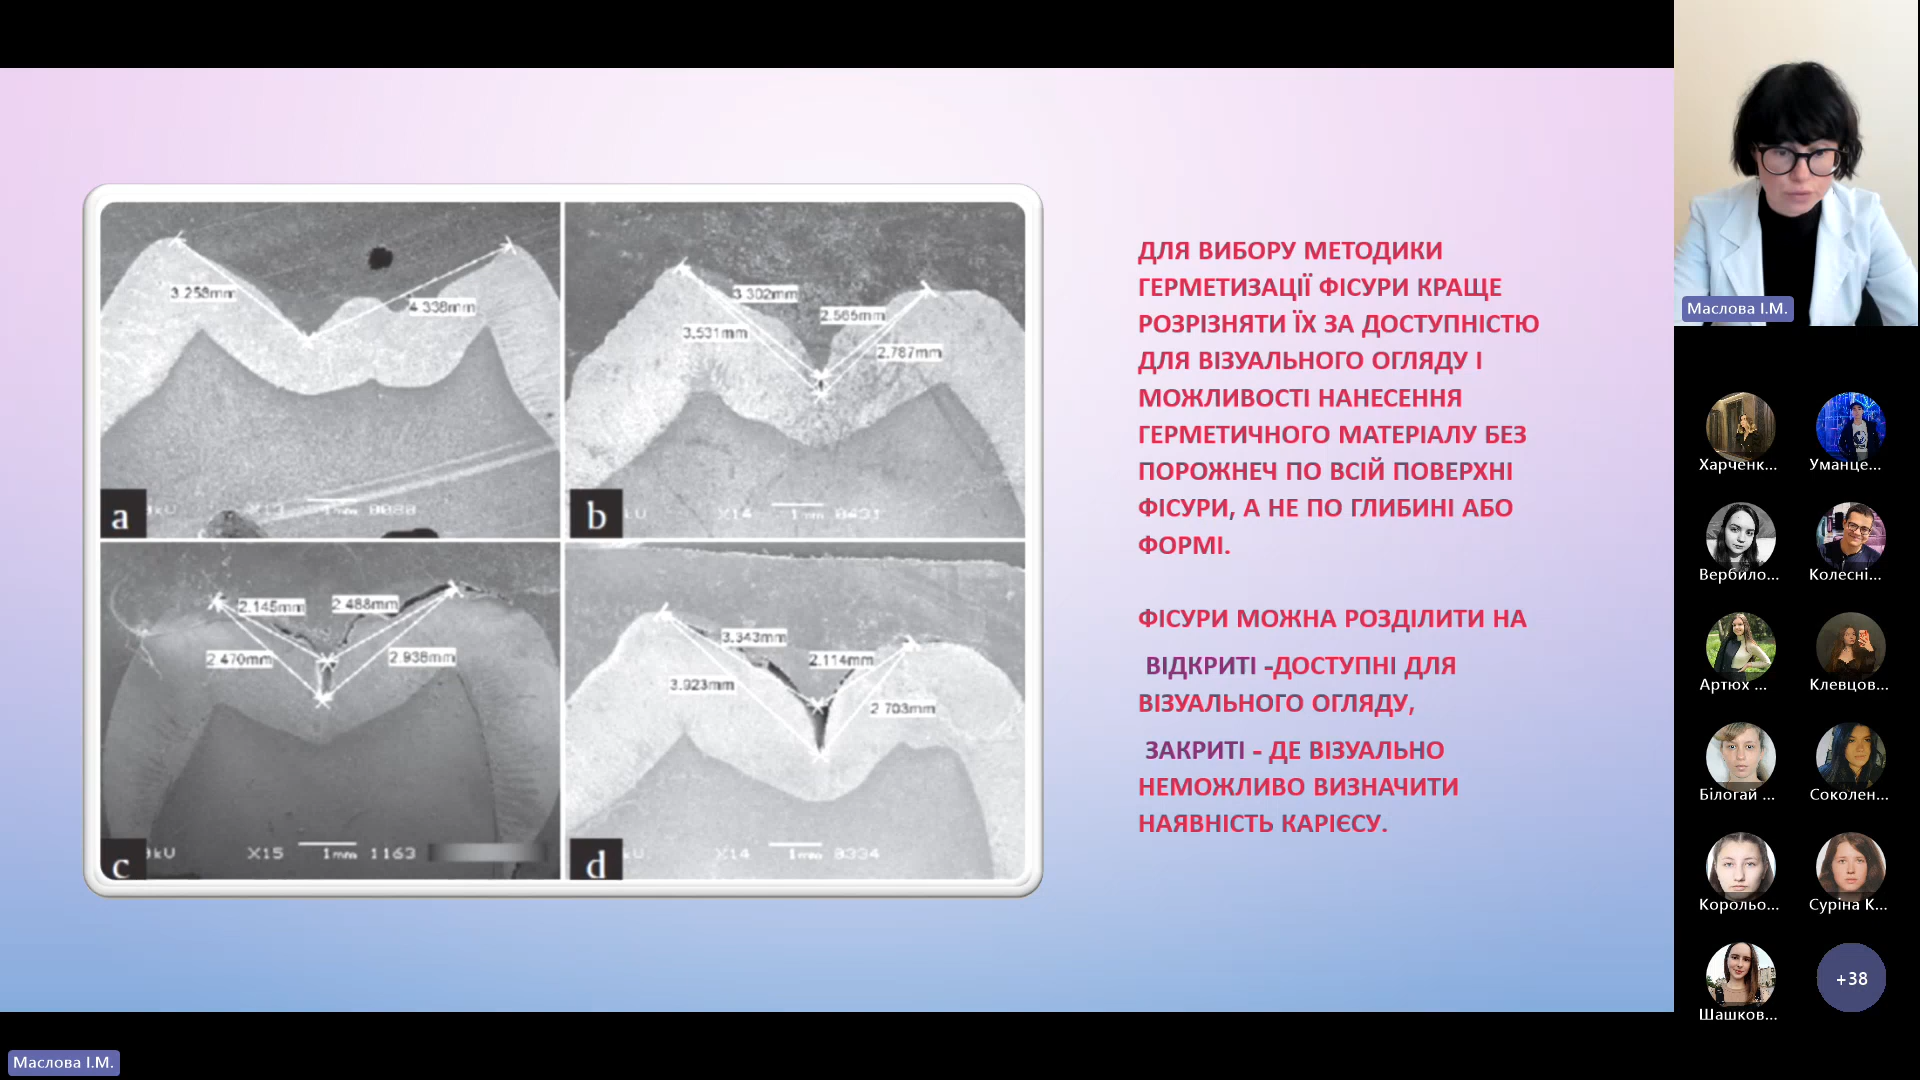 3.258mm
4.338mm
a
3.302mm
2.565mm
3.531mm
2.787mm
X14 1mm
b
2.145mm
2.488mm
2.470mm
2.938mm
kU X15 1mm 1163
c
3.343mm
2.114mm
3.923mm
2.703mm
X14 1mm 8334
d
ДЛЯ ВИБОРУ МЕТОДИКИ
ГЕРМЕТИЗАЦІЇ ФІСУРИ КРАЩЕ
РОЗРІЗНЯТИ ЇХ ЗА ДОСТУПНІСТЮ
ДЛЯ ВІЗУАЛЬНОГО ОГЛЯДУ І
МОЖЛИВОСТІ НАНЕСЕННЯ
ГЕРМЕТИЧНОГО МАТЕРІАЛУ БЕЗ
ПОРОЖНЕЧ ПО ВСІЙ ПОВЕРХНІ
ФІСУРИ, А НЕ ПО ГЛИБИНІ АБО
ФОРМІ.
ФІСУРИ МОЖНА РОЗДІЛИТИ НА
ВІДКРИТІ -ДОСТУПНІ ДЛЯ
ВІЗУАЛЬНОГО ОГЛЯДУ,
ЗАКРИТІ - ДЕ ВІЗУАЛЬНО
НЕМОЖЛИВО ВИЗНАЧИТИ
НАЯВНІСТЬ КАРІЄСУ.
Маслова І.М.
Харченк... Уманце...
Вербило... Колесні...
Артюх ... Клевцов...
Білогай ... Соколен...
Корольо... Суріна К...
Шашков... +38
Маслова І.М.